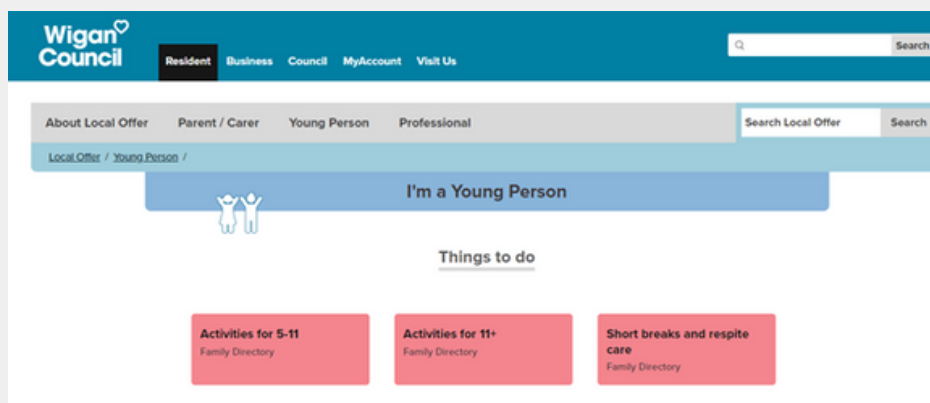 Wigan
Council
Resident Business Council MyAccount Visit Us
Search
About Local Offer Parent / Carer Young Person Professional
Search Local Offer Search
Local Offer / Young Person /
I'm a Young Person
Things to do
Activities for 5-11
Family Directory
Activities for 11+
Family Directory
Short breaks and respite
care
Family Directory